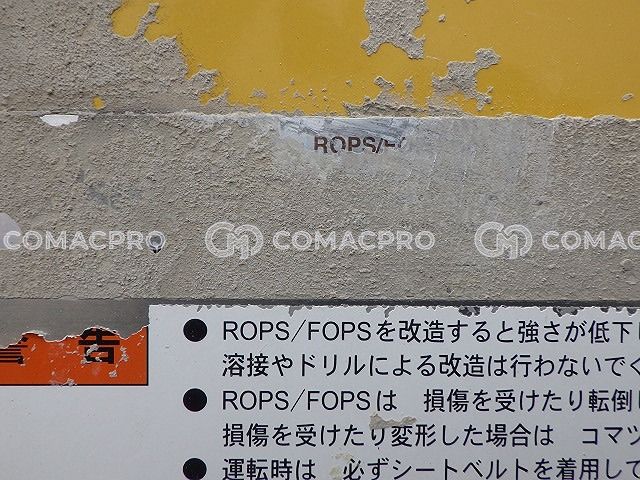 ROPS/F
COMACPRO COMACPRO COMAC
警告
● ROPS/FOPSを改造すると強さが低下
溶接やドリルによる改造は行わないで
● ROPS/FOPSは 損傷を受けたり転倒
損傷を受けたり変形した場合は コマツ
● 運転時は 必ずシートベルトを着用して